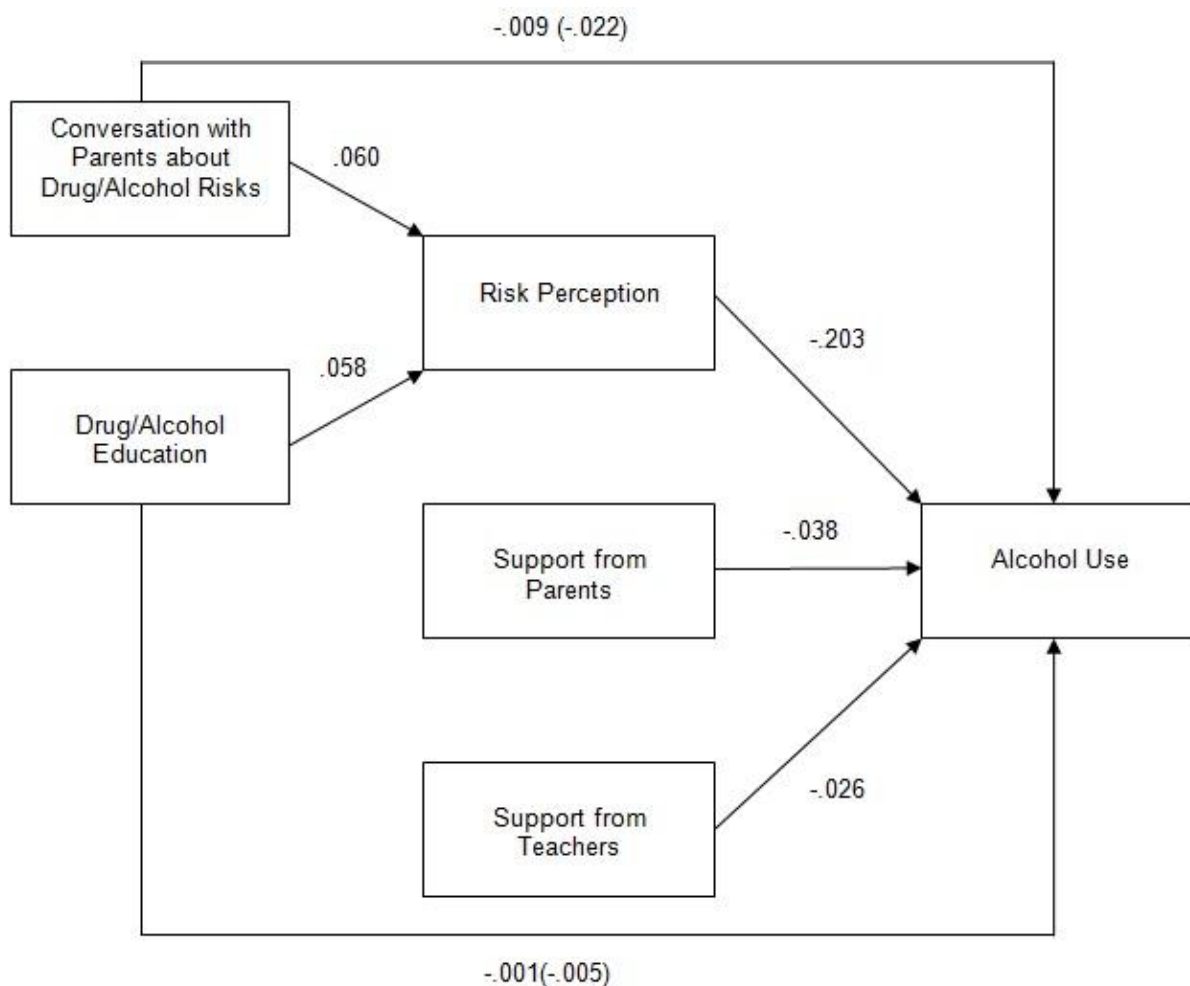 -.009 (-.022)
Conversation with
Parents about
Drug/Alcohol Risks
.060
Risk Perception
-.203
.058
Drug/Alcohol
Education
-.038
Support from
Parents
Alcohol Use
-.026
Support from
Teachers
-.001(-.005)